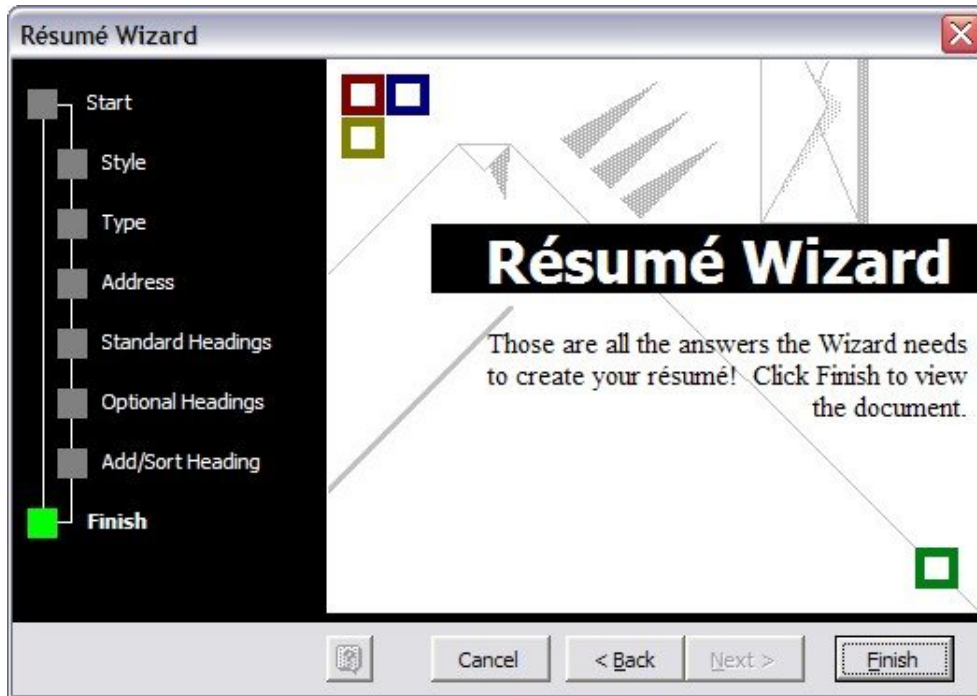 Résumé Wizard
Start
Style
Type
Address
Standard Headings
Optional Headings
Add/Sort Heading
Finish
Résumé Wizard
Those are all the answers the Wizard needs
to create your résumé!  Click Finish to view
the document.
Cancel
< Back
Next >
Finish